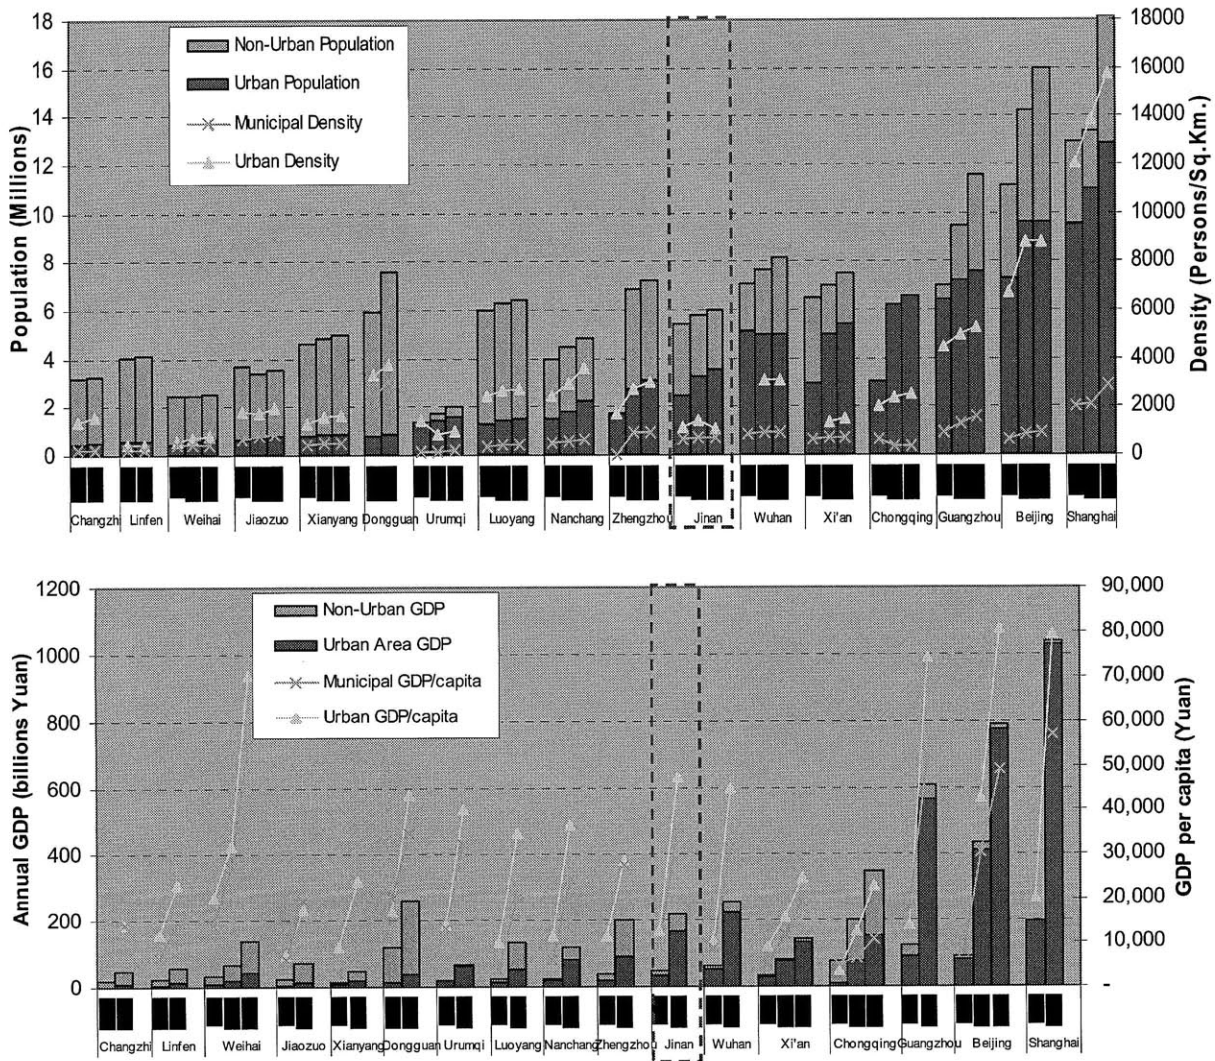 18
16
14
12
10
8
6
4
2
0
Population (Millions)
Non-Urban Population
Urban Population
Municipal Density
Urban Density
18000
16000
14000
12000
10000
8000
6000
4000
2000
0
Density (Persons/Sq.Km.)
Changzhi Linfen Weihai Jiaozuo Xianyang Dongguan Urumqi Luoyang Nanchang Zhengzhou Jinan Wuhan Xi'an Chongqing Guangzhou Beijing Shanghai
1200
1000
800
600
400
200
0
Annual GDP (billions Yuan)
Non-Urban GDP
Urban Area GDP
Municipal GDP/capita
Urban GDP/capita
90,000
80,000
70,000
60,000
50,000
40,000
30,000
20,000
10,000
-
GDP per capita (Yuan)
Changzhi Linfen Weihai Jiaozuo Xianyang Dongguan Urumqi Luoyang Nanchang Zhengzhou Jinan Wuhan Xi'an Chongqing Guangzhou Beijing Shanghai